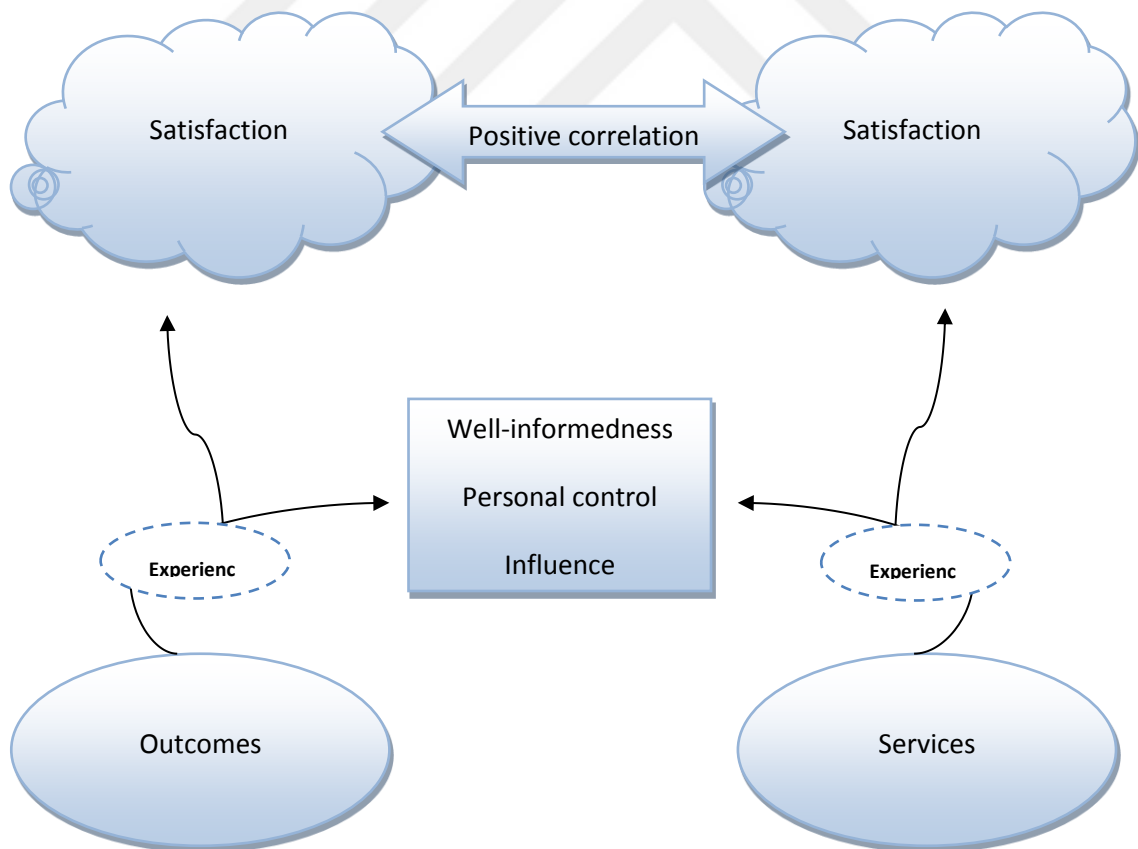 Satisfaction
Positive correlation
Satisfaction
Well-informedness
Personal control
Influence
Experienc
Experienc
Outcomes
Services